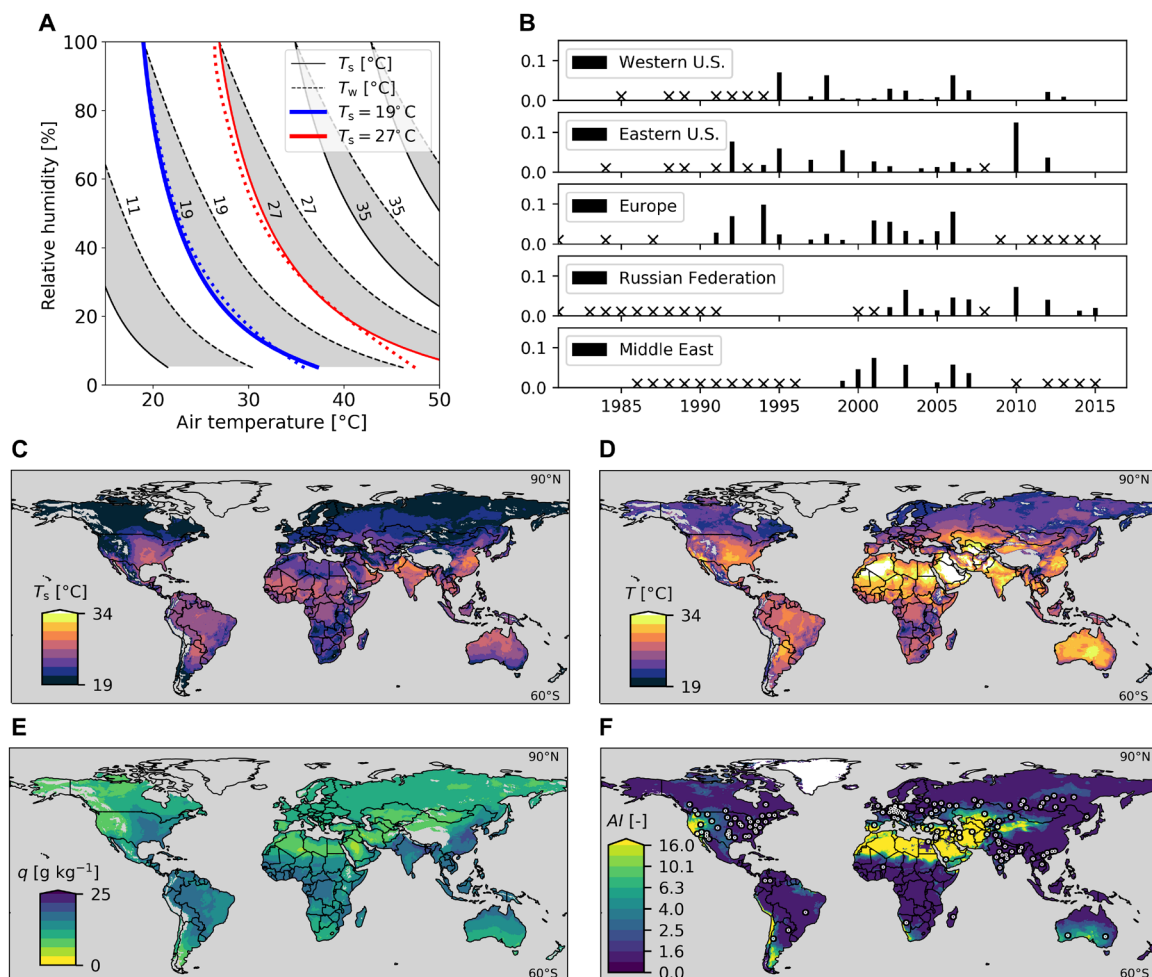 A
100
80
60
40
20
0
Relative humidity [%]
20
30
40
50
Air temperature [°C]
Ts [°C]
Tw [°C]
Ts = 19°C
Ts = 27°C
11
19
19
27
27
35
35
B
0.1
0.0
Western U.S.
0.1
0.0
Eastern U.S.
0.1
0.0
Europe
0.1
0.0
Russian Federation
0.1
0.0
Middle East
1985
1990
1995
2000
2005
2010
2015
C
90°N
Ts [°C]
34
19
60°S
D
90°N
T [°C]
34
19
60°S
E
90°N
q [g kg⁻¹]
25
0
60°S
F
90°N
AI [-]
16.0
10.1
6.3
4.0
2.5
1.6
0.0
60°S